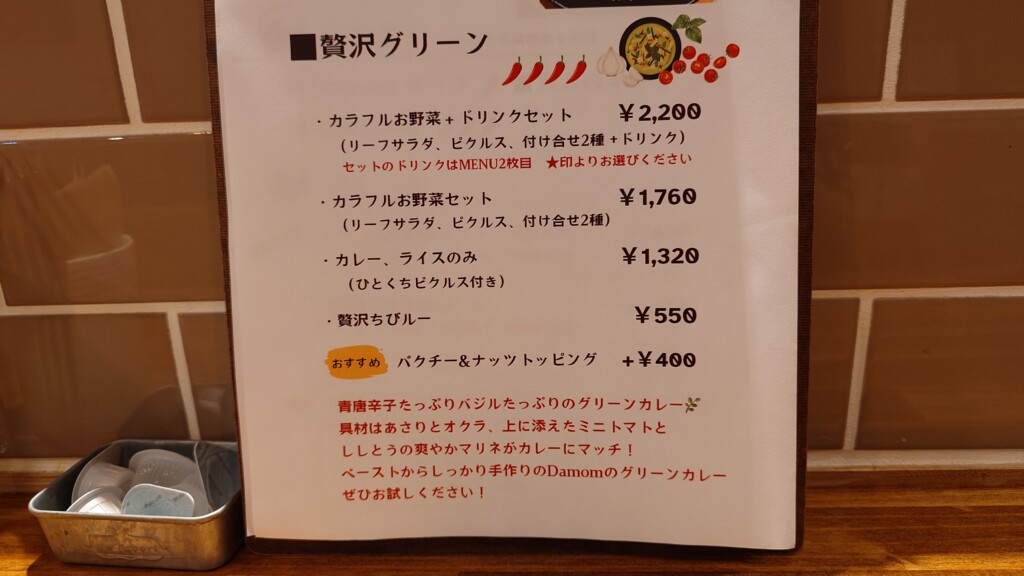 ■贅沢グリーン
・カラフルお野菜+ドリンクセット ￥2,200
（リーフサラダ、ピクルス、付け合せ2種+ドリンク）
セットのドリンクはMENU2枚目 ★印よりお選びください
・カラフルお野菜セット ￥1,760
（リーフサラダ、ピクルス、付け合せ2種）
・カレー、ライスのみ ￥1,320
（ひとくちピクルス付き）
・贅沢ちびルー ￥550
おすすめ パクチー&ナッツトッピング +￥400
青唐辛子たっぷりバジルたっぷりのグリーンカレー
具材はあさりとオクラ、上に添えたミニトマトと
ししとうの爽やかマリネがカレーにマッチ！
ペーストからしっかり手作りのDamomのグリーンカレー
ぜひお試しください！